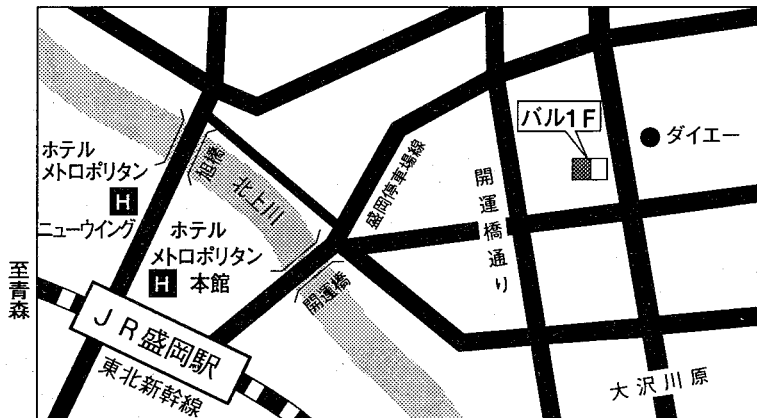 バル1F
ダイエー
ホテル
メトロポリタン
H
ニューウイング
旭橋
北上川
盛岡停車場線
開運橋通り
ホテル
メトロポリタン
H 本館
開運橋
至青森
JR盛岡駅
東北新幹線
大沢川原